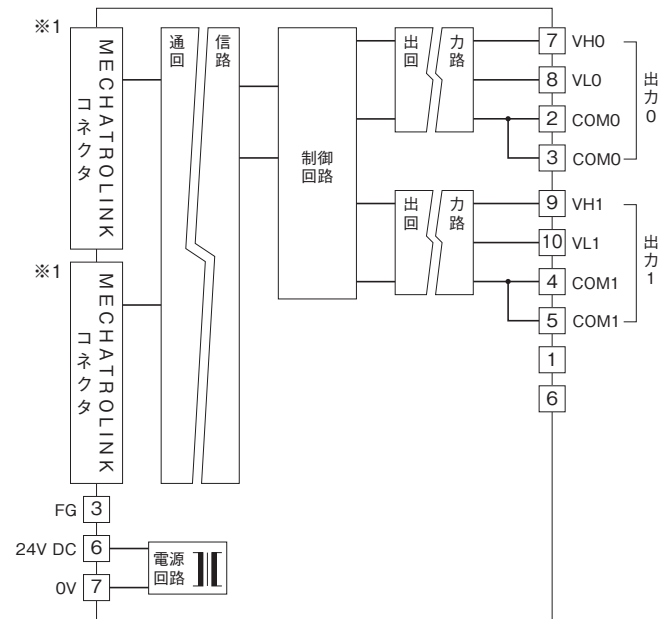 ※1
MECHATROLINK
コネクタ
※1
MECHATROLINK
コネクタ
通信
回路
制御
回路
出力
回路
出力
回路
7 VH0
8 VL0
2 COM0
3 COM0
出力0
9 VH1
10 VL1
4 COM1
5 COM1
出力1
1
6
FG 3
24V DC 6
0V 7
電源
回路